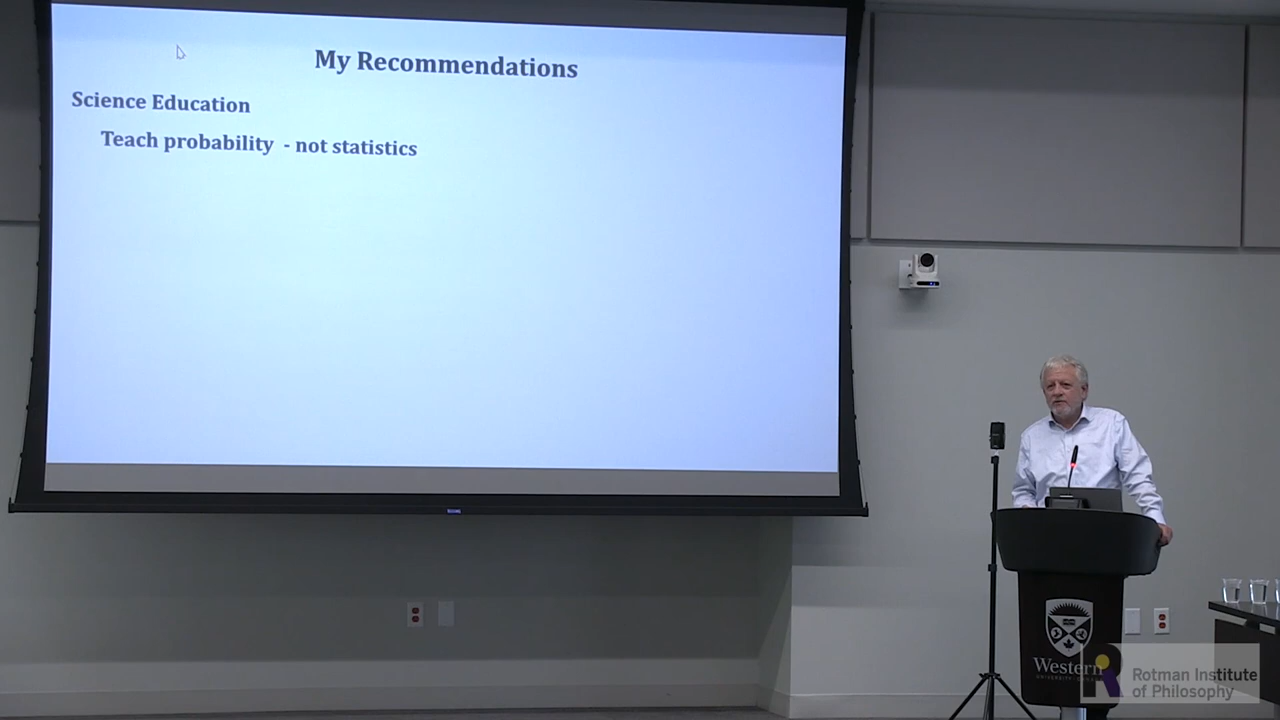 My Recommendations
Science Education
Teach probability - not statistics
Western
Rotman Institute
of Philosophy